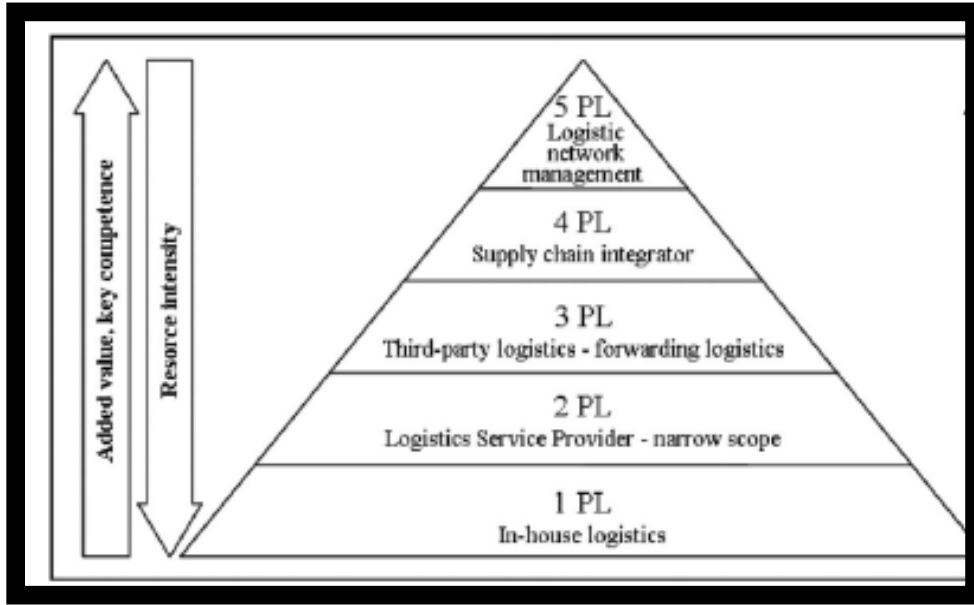 Added value, key competence
Resorce intensity
5 PL
Logistic
network
management
4 PL
Supply chain integrator
3 PL
Third-party logistics - forwarding logistics
2 PL
Logistics Service Provider - narrow scope
1 PL
In-house logistics